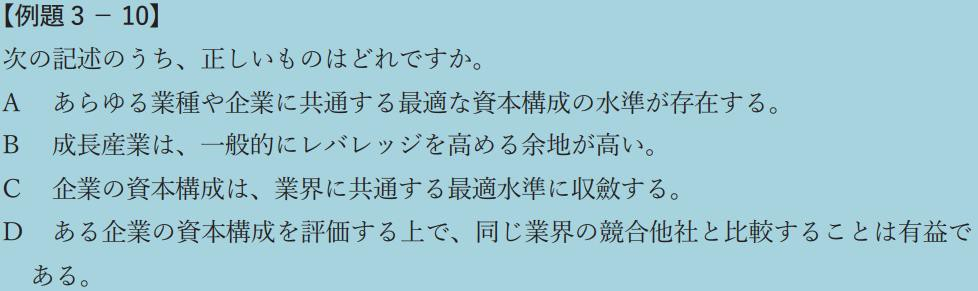 【例題3－10】
次の記述のうち、正しいものはどれですか。
A　あらゆる業種や企業に共通する最適な資本構成の水準が存在する。
B　成長産業は、一般的にレバレッジを高める余地が高い。
C　企業の資本構成は、業界に共通する最適水準に収斂する。
D　ある企業の資本構成を評価する上で、同じ業界の競合他社と比較することは有益で
ある。